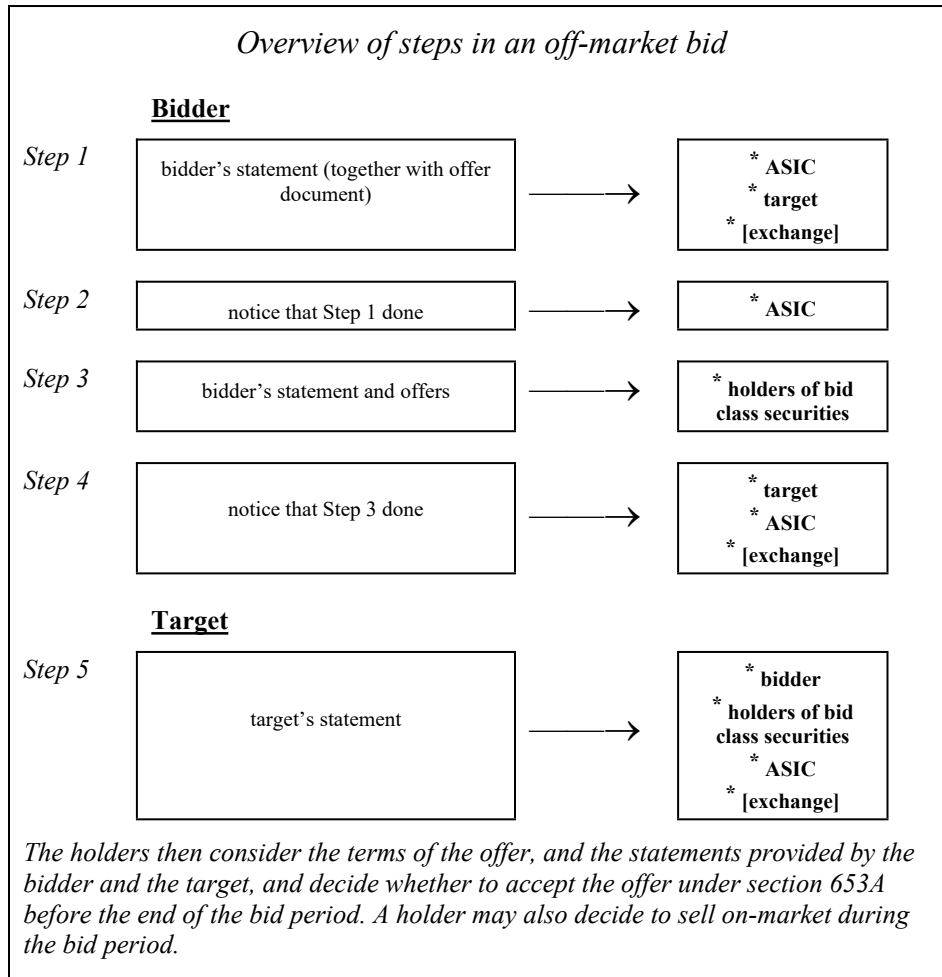 Overview of steps in an off-market bid
Bidder
Step 1
bidder’s statement (together with offer
document)
* ASIC
* target
* [exchange]
Step 2
notice that Step 1 done
* ASIC
Step 3
bidder’s statement and offers
* holders of bid
class securities
Step 4
notice that Step 3 done
* target
* ASIC
* [exchange]
Target
Step 5
target’s statement
* bidder
* holders of bid
class securities
* ASIC
* [exchange]
The holders then consider the terms of the offer, and the statements provided by the
bidder and the target, and decide whether to accept the offer under section 653A
before the end of the bid period. A holder may also decide to sell on-market during
the bid period.